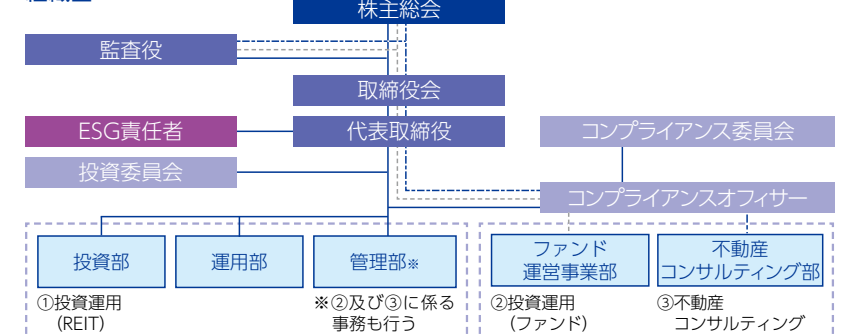 株主総会
監査役
取締役会
ESG責任者
代表取締役
コンプライアンス委員会
投資委員会
コンプライアンスオフィサー
投資部
運用部
管理部※
ファンド
運営事業部
不動産
コンサルティング部
①投資運用
(REIT)
※②及び③に係る
事務も行う
②投資運用
(ファンド)
③不動産
コンサルティング